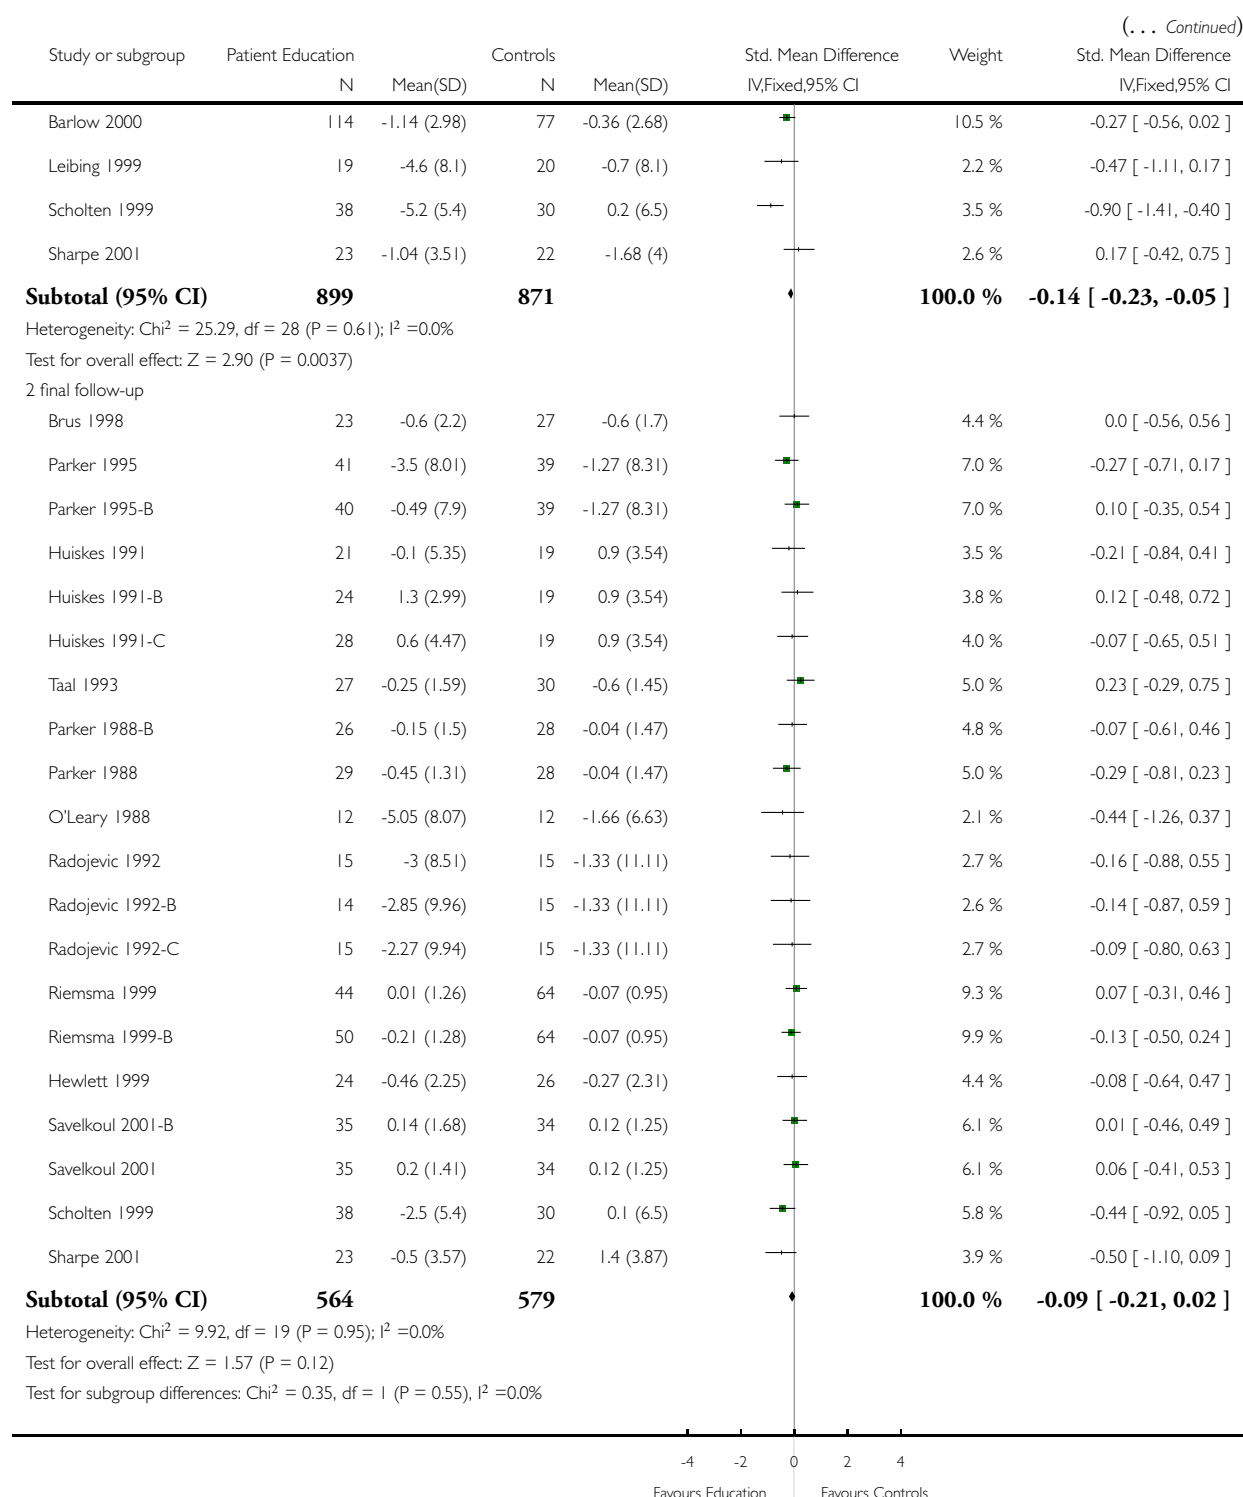 (... Continued)
Study or subgroup Patient Education Controls Std. Mean Difference Weight Std. Mean Difference
N Mean(SD) N Mean(SD) IV,Fixed,95% CI IV,Fixed,95% CI
Barlow 2000 114 -1.14 (2.98) 77 -0.36 (2.68) 10.5 % -0.27 [ -0.56, 0.02 ]
Leibing 1999 19 -4.6 (8.1) 20 -0.7 (8.1) 2.2 % -0.47 [ -1.11, 0.17 ]
Scholten 1999 38 -5.2 (5.4) 30 0.2 (6.5) 3.5 % -0.90 [ -1.41, -0.40 ]
Sharpe 2001 23 -1.04 (3.51) 22 -1.68 (4) 2.6 % 0.17 [ -0.42, 0.75 ]
Subtotal (95% CI) 899 871 100.0 % -0.14 [ -0.23, -0.05 ]
Heterogeneity: Chi² = 25.29, df = 28 (P = 0.61); I² =0.0%
Test for overall effect: Z = 2.90 (P = 0.0037)
2 final follow-up
Brus 1998 23 -0.6 (2.2) 27 -0.6 (1.7) 4.4 % 0.0 [ -0.56, 0.56 ]
Parker 1995 41 -3.5 (8.01) 39 -1.27 (8.31) 7.0 % -0.27 [ -0.71, 0.17 ]
Parker 1995-B 40 -0.49 (7.9) 39 -1.27 (8.31) 7.0 % 0.10 [ -0.35, 0.54 ]
Huiskes 1991 21 -0.1 (5.35) 19 0.9 (3.54) 3.5 % -0.21 [ -0.84, 0.41 ]
Huiskes 1991-B 24 1.3 (2.99) 19 0.9 (3.54) 3.8 % 0.12 [ -0.48, 0.72 ]
Huiskes 1991-C 28 0.6 (4.47) 19 0.9 (3.54) 4.0 % -0.07 [ -0.65, 0.51 ]
Taal 1993 27 -0.25 (1.59) 30 -0.6 (1.45) 5.0 % 0.23 [ -0.29, 0.75 ]
Parker 1988-B 26 -0.15 (1.5) 28 -0.04 (1.47) 4.8 % -0.07 [ -0.61, 0.46 ]
Parker 1988 29 -0.45 (1.31) 28 -0.04 (1.47) 5.0 % -0.29 [ -0.81, 0.23 ]
O'Leary 1988 12 -5.05 (8.07) 12 -1.66 (6.63) 2.1 % -0.44 [ -1.26, 0.37 ]
Radojevic 1992 15 -3 (8.51) 15 -1.33 (11.11) 2.7 % -0.16 [ -0.88, 0.55 ]
Radojevic 1992-B 14 -2.85 (9.96) 15 -1.33 (11.11) 2.6 % -0.14 [ -0.87, 0.59 ]
Radojevic 1992-C 15 -2.27 (9.94) 15 -1.33 (11.11) 2.7 % -0.09 [ -0.80, 0.63 ]
Riemsma 1999 44 0.01 (1.26) 64 -0.07 (0.95) 9.3 % 0.07 [ -0.31, 0.46 ]
Riemsma 1999-B 50 -0.21 (1.28) 64 -0.07 (0.95) 9.9 % -0.13 [ -0.50, 0.24 ]
Hewlett 1999 24 -0.46 (2.25) 26 -0.27 (2.31) 4.4 % -0.08 [ -0.64, 0.47 ]
Savelkoul 2001-B 35 0.14 (1.68) 34 0.12 (1.25) 6.1 % 0.01 [ -0.46, 0.49 ]
Savelkoul 2001 35 0.2 (1.41) 34 0.12 (1.25) 6.1 % 0.06 [ -0.41, 0.53 ]
Scholten 1999 38 -2.5 (5.4) 30 0.1 (6.5) 5.8 % -0.44 [ -0.92, 0.05 ]
Sharpe 2001 23 -0.5 (3.57) 22 1.4 (3.87) 3.9 % -0.50 [ -1.10, 0.09 ]
Subtotal (95% CI) 564 579 100.0 % -0.09 [ -0.21, 0.02 ]
Heterogeneity: Chi² = 9.92, df = 19 (P = 0.95); I² =0.0%
Test for overall effect: Z = 1.57 (P = 0.12)
Test for subgroup differences: Chi² = 0.35, df = 1 (P = 0.55), I² =0.0%
-4 -2 0 2 4
Favours Education Favours Controls